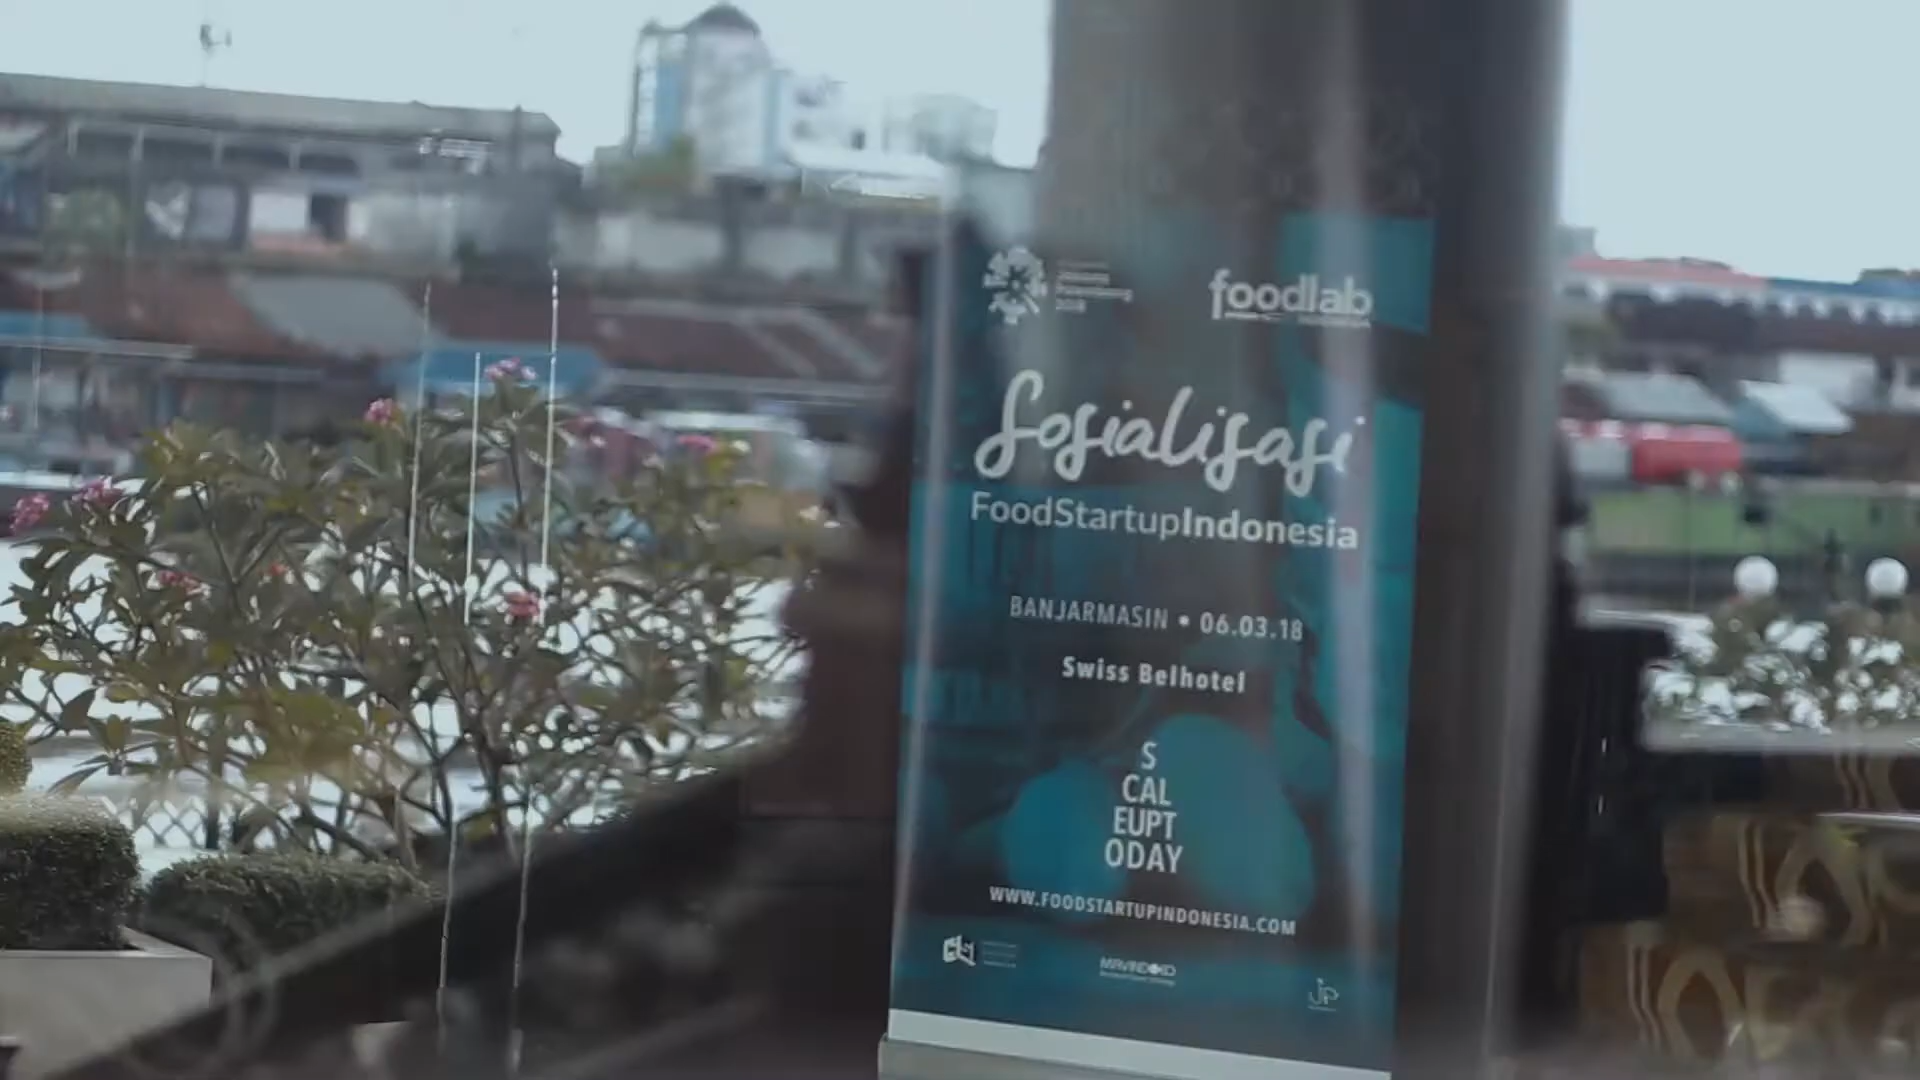 foodlab
Sosialisasi
FoodStartupIndonesia
BANJARMASIN • 06.03.18
Swiss Belhotel
S
CAL
EUPT
ODAY
WWW.FOODSTARTUPINDONESIA.COM